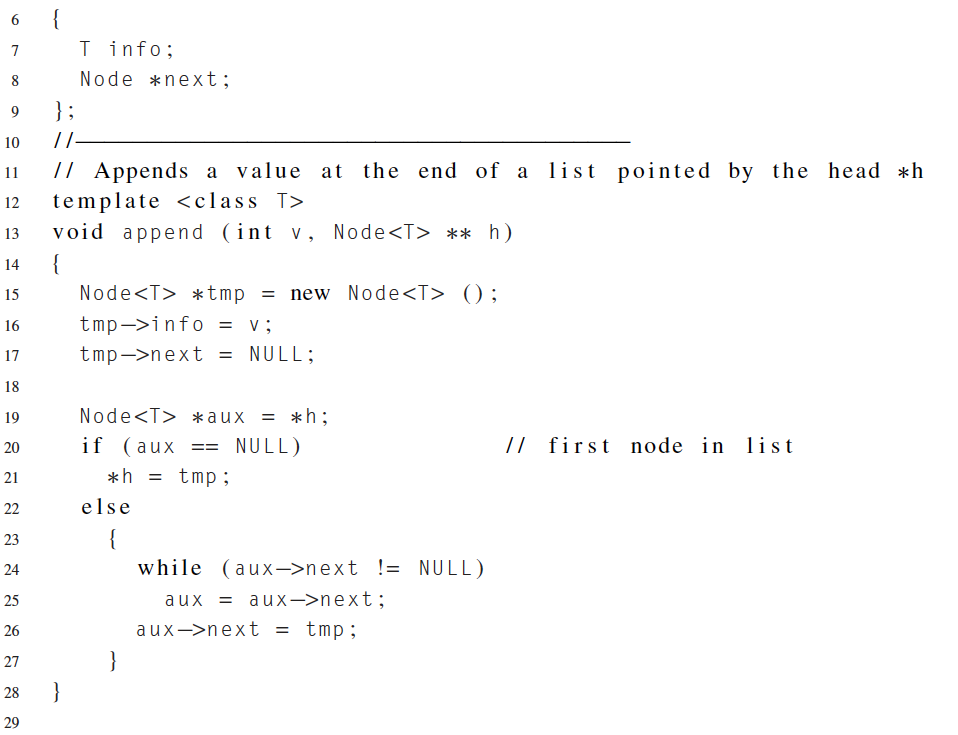 6 {
7 T info;
8 Node *next;
9 };
10 //————————————————————
11 // Appends a value at the end of a list pointed by the head *h
12 template <class T>
13 void append (int v, Node<T> ** h)
14 {
15 Node<T> *tmp = new Node<T> ();
16 tmp—>info = v;
17 tmp—>next = NULL;
18
19 Node<T> *aux = *h;
20 if (aux == NULL) // first node in list
21 *h = tmp;
22 else
23 {
24 while (aux—>next != NULL)
25 aux = aux—>next;
26 aux—>next = tmp;
27 }
28 }
29